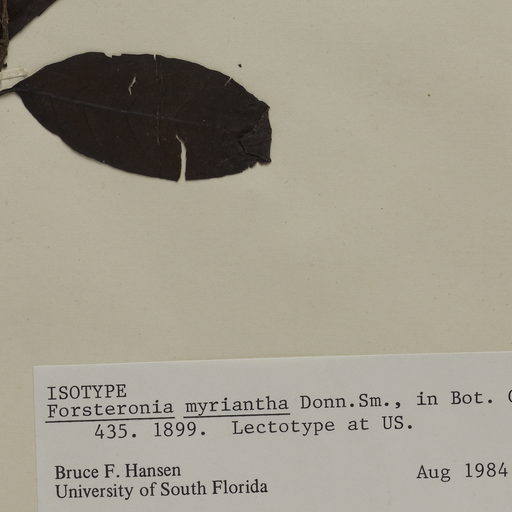 ISOTYPE
Forsteronia myriantha Donn.Sm., in Bot.
435. 1899. Lectotype at US.
Bruce F. Hansen Aug 1984
University of South Florida